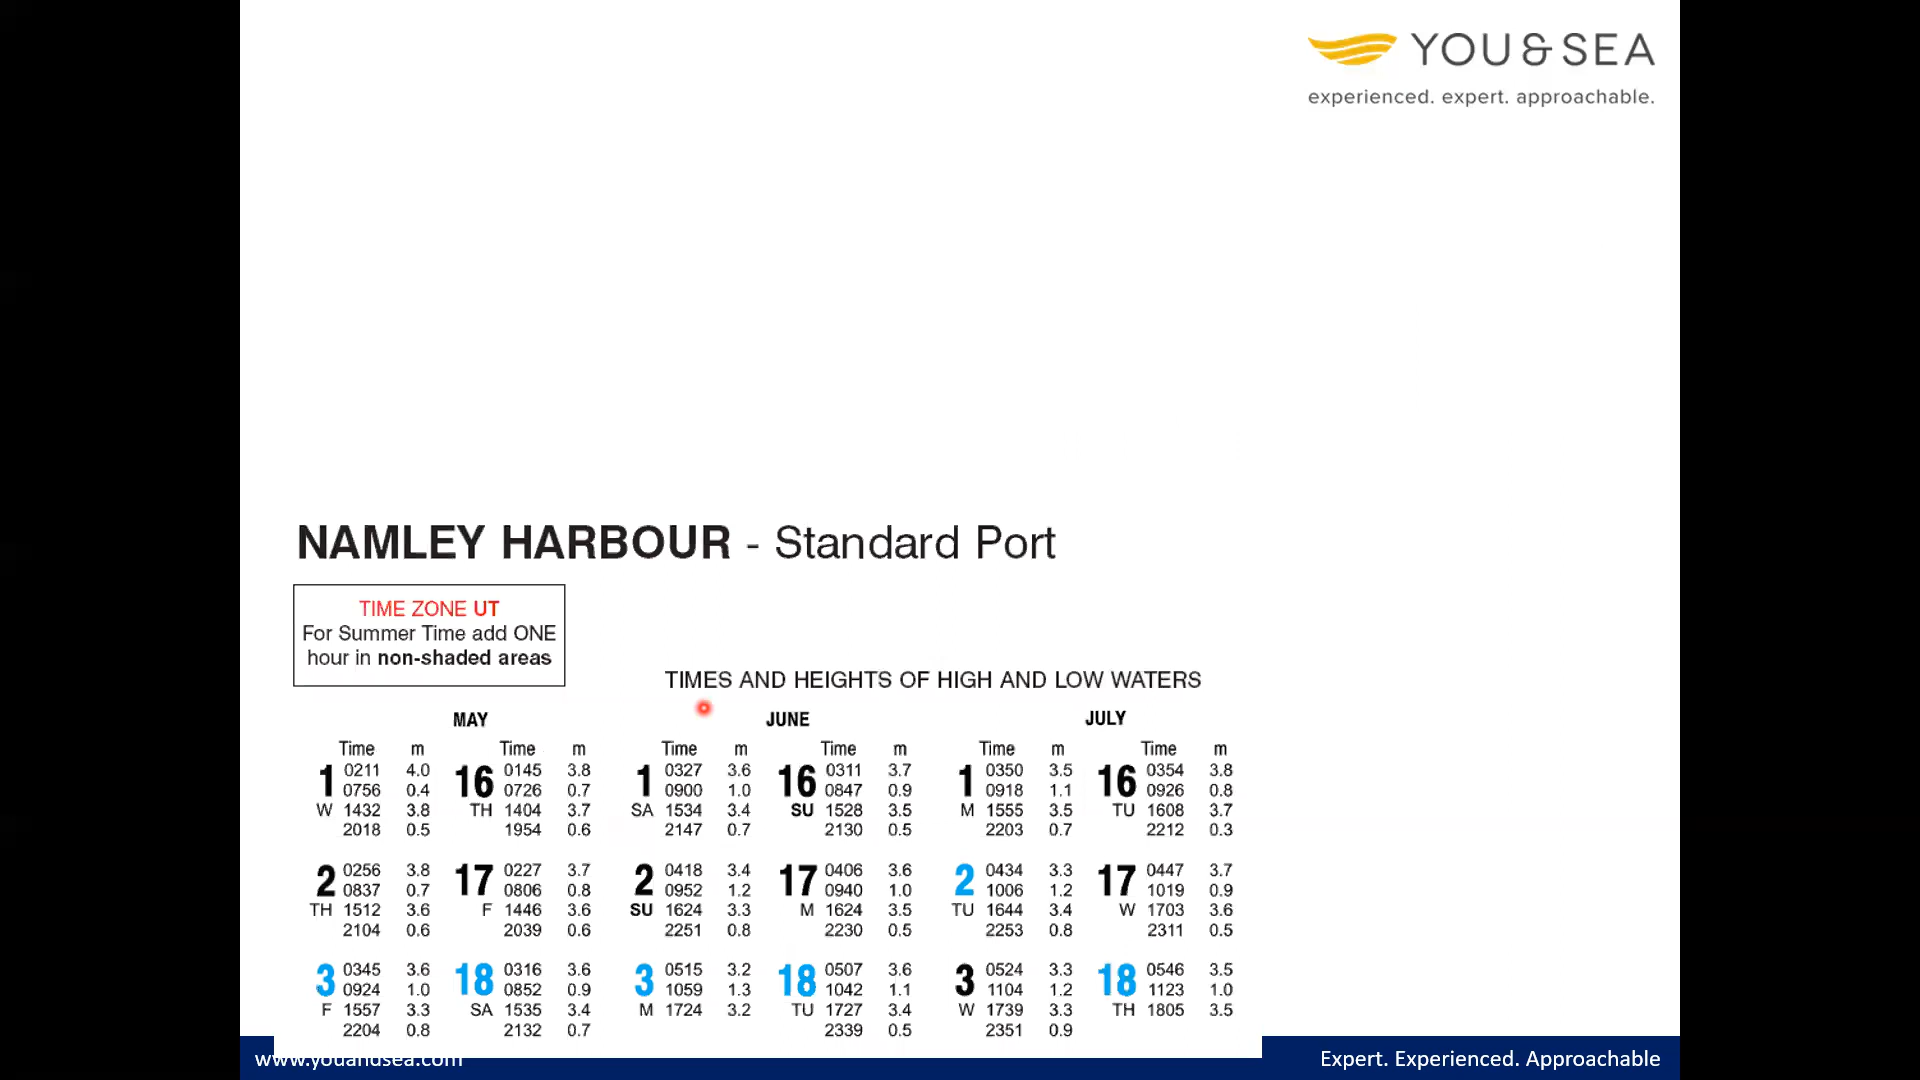 YOU & SEA
experienced. expert. approachable.
NAMLEY HARBOUR - Standard Port
TIME ZONE UT
For Summer Time add ONE
hour in non-shaded areas
TIMES AND HEIGHTS OF HIGH AND LOW WATERS
MAY
Time m Time m
1 0211 4.0 16 0145 3.8
0756 0.4 0726 0.7
W 1432 3.8 TH 1404 3.7
2018 0.5 1954 0.6
2 0256 3.8 17 0227 3.7
0837 0.7 0806 0.8
TH 1512 3.6 F 1446 3.6
2104 0.6 2039 0.6
3 0345 3.6 18 0316 3.6
0924 1.0 0852 0.9
F 1557 3.3 SA 1535 3.4
2204 0.8 2132 0.7
JUNE
Time m Time m
1 0327 3.6 16 0311 3.7
0900 1.0 0847 0.9
SA 1534 3.4 SU 1528 3.5
2147 0.7 2130 0.5
2 0418 3.4 17 0406 3.6
0952 1.2 0940 1.0
SU 1624 3.3 M 1624 3.5
2251 0.8 2230 0.5
3 0515 3.2 18 0507 3.6
1059 1.3 1042 1.1
M 1724 3.2 TU 1727 3.4
2339 0.5
JULY
Time m Time m
1 0350 3.5 16 0354 3.8
0918 1.1 0926 0.8
M 1555 3.5 TU 1608 3.7
2203 0.7 2212 0.3
2 0434 3.3 17 0447 3.7
1006 1.2 1019 0.9
TU 1644 3.4 W 1703 3.6
2253 0.8 2311 0.5
3 0524 3.3 18 0546 3.5
1104 1.2 1123 1.0
W 1739 3.3 TH 1805 3.5
2351 0.9
www.youandsea.com
Expert. Experienced. Approachable